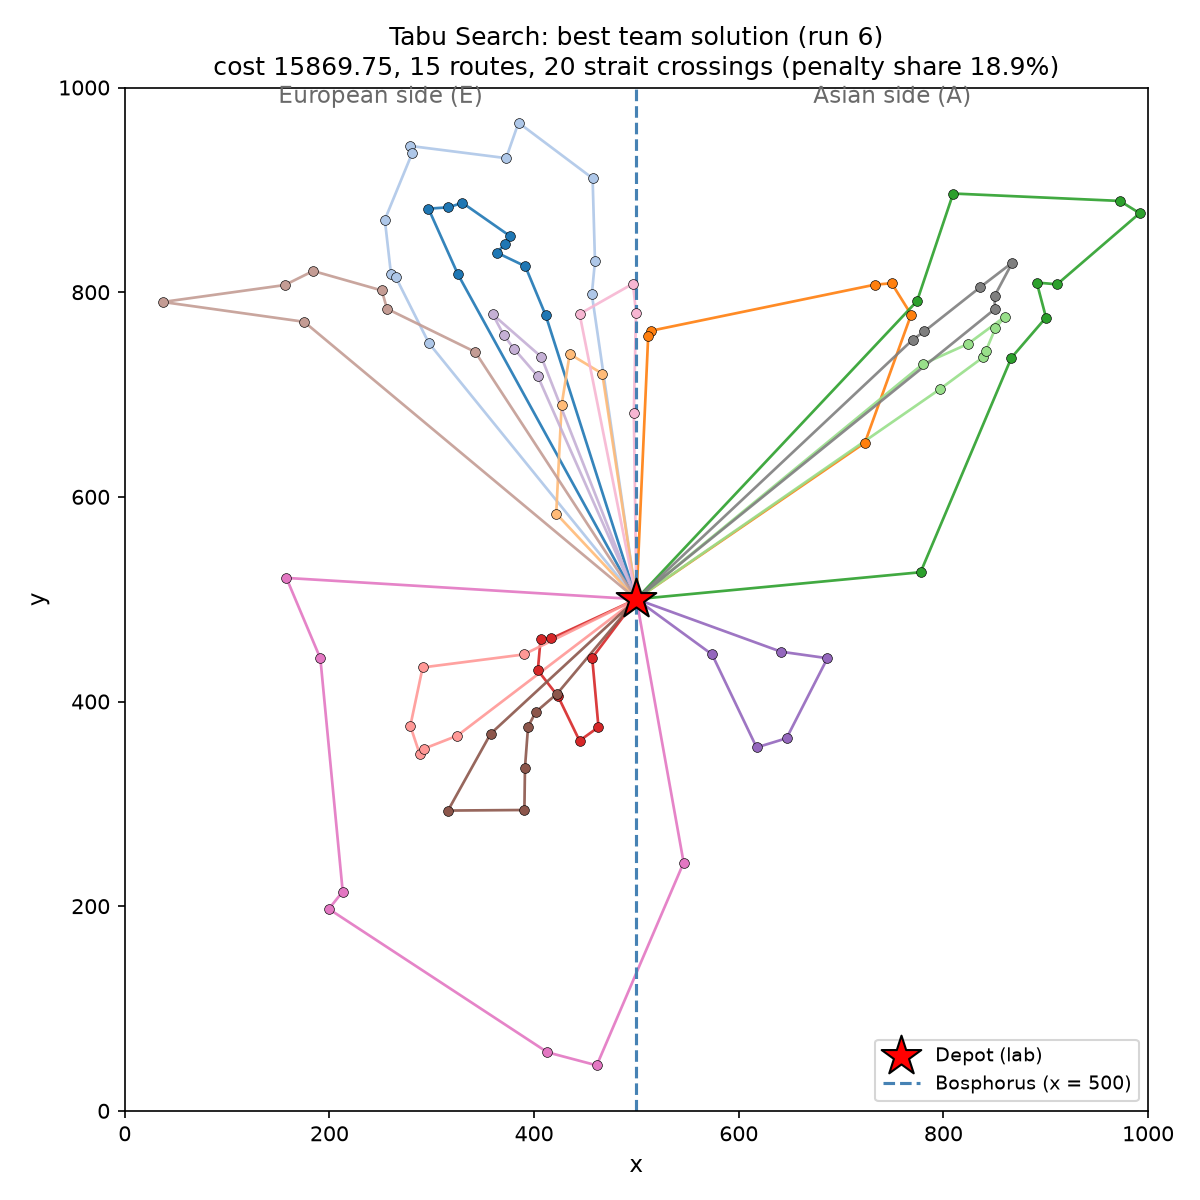 Tabu Search: best team solution (run 6)
cost 15869.75, 15 routes, 20 strait crossings (penalty share 18.9%)
European side (E)
Asian side (A)
1000
800
600
400
200
0
y
0
200
400
600
800
1000
x
Depot (lab)
Bosphorus (x = 500)